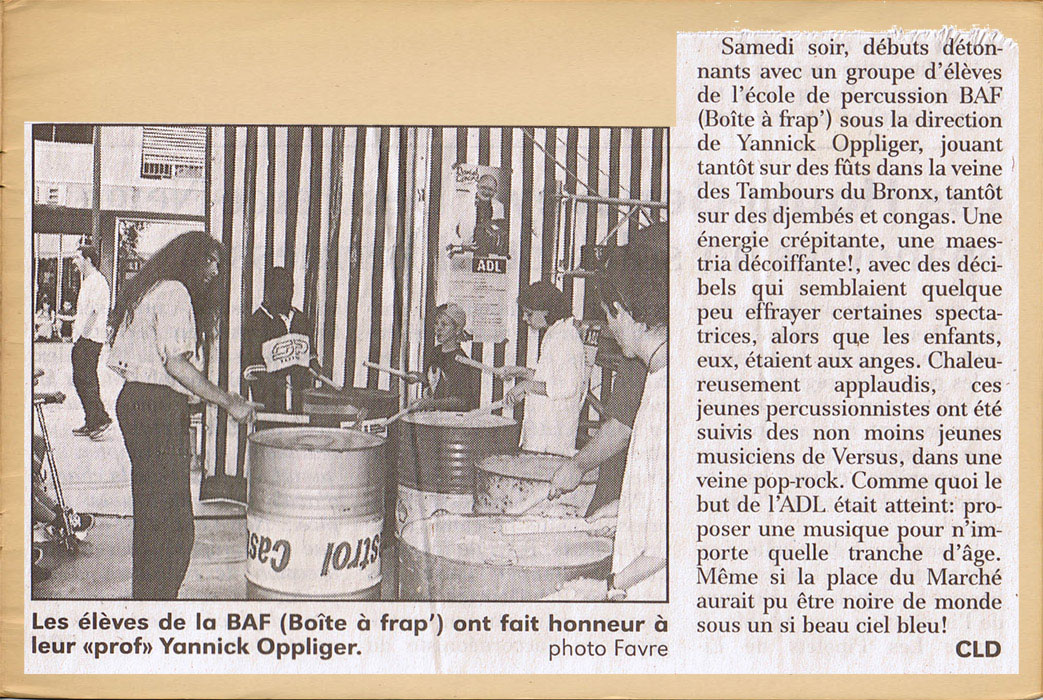 Samedi soir, débuts déton-
nants avec un groupe d’élèves
de l’école de percussion BAF
(Boîte à frap’) sous la direction
de Yannick Oppliger, jouant
tantôt sur des fûts dans la veine
des Tambours du Bronx, tantôt
sur des djembés et congas. Une
énergie crépitante, une maes-
tria décoiffante!, avec des déci-
bels qui semblaient quelque
peu effrayer certaines specta-
trices, alors que les enfants,
eux, étaient aux anges. Chaleu-
reusement applaudis, ces
jeunes percussionnistes ont été
suivis des non moins jeunes
musiciens de Versus, dans une
veine pop-rock. Comme quoi le
but de l’ADL était atteint: pro-
poser une musique pour n’im-
porte quelle tranche d’âge.
Même si la place du Marché
aurait pu être noire de monde
sous un si beau ciel bleu!
CLD
ADL
Castrol
Les élèves de la BAF (Boîte à frap’) ont fait honneur à
leur «prof» Yannick Oppliger.
photo Favre